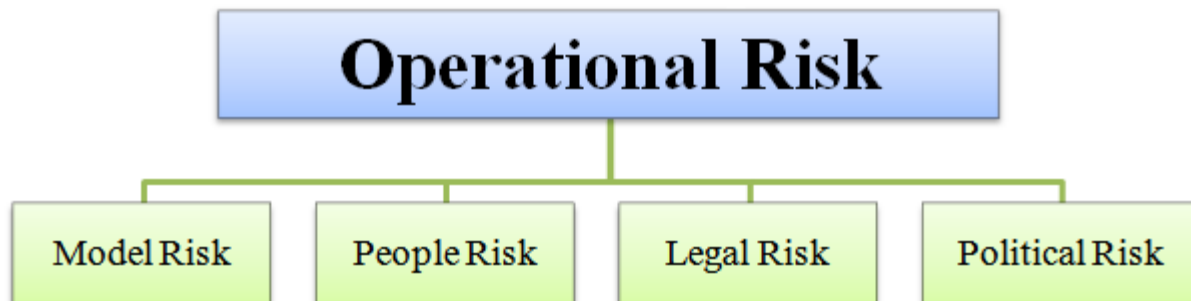 Operational Risk
Model Risk
People Risk
Legal Risk
Political Risk